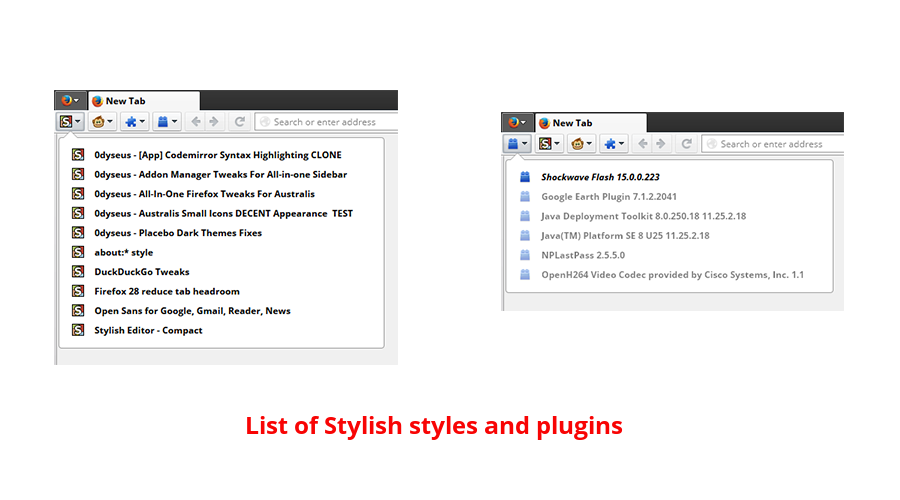 New Tab
Search or enter address
0dyseus - [App] Codemirror Syntax Highlighting CLONE
0dyseus - Addon Manager Tweaks For All-in-one Sidebar
0dyseus - All-In-One Firefox Tweaks For Australis
0dyseus - Australis Small Icons DECENT Appearance  TEST
0dyseus - Placebo Dark Themes Fixes
about:* style
DuckDuckGo Tweaks
Firefox 28 reduce tab headroom
Open Sans for Google, Gmail, Reader, News
Stylish Editor - Compact
New Tab
Search or enter address
Shockwave Flash 15.0.0.223
Google Earth Plugin 7.1.2.2041
Java Deployment Toolkit 8.0.250.18 11.25.2.18
Java(TM) Platform SE 8 U25 11.25.2.18
NPLastPass 2.5.5.0
OpenH264 Video Codec provided by Cisco Systems, Inc. 1.1
List of Stylish styles and plugins